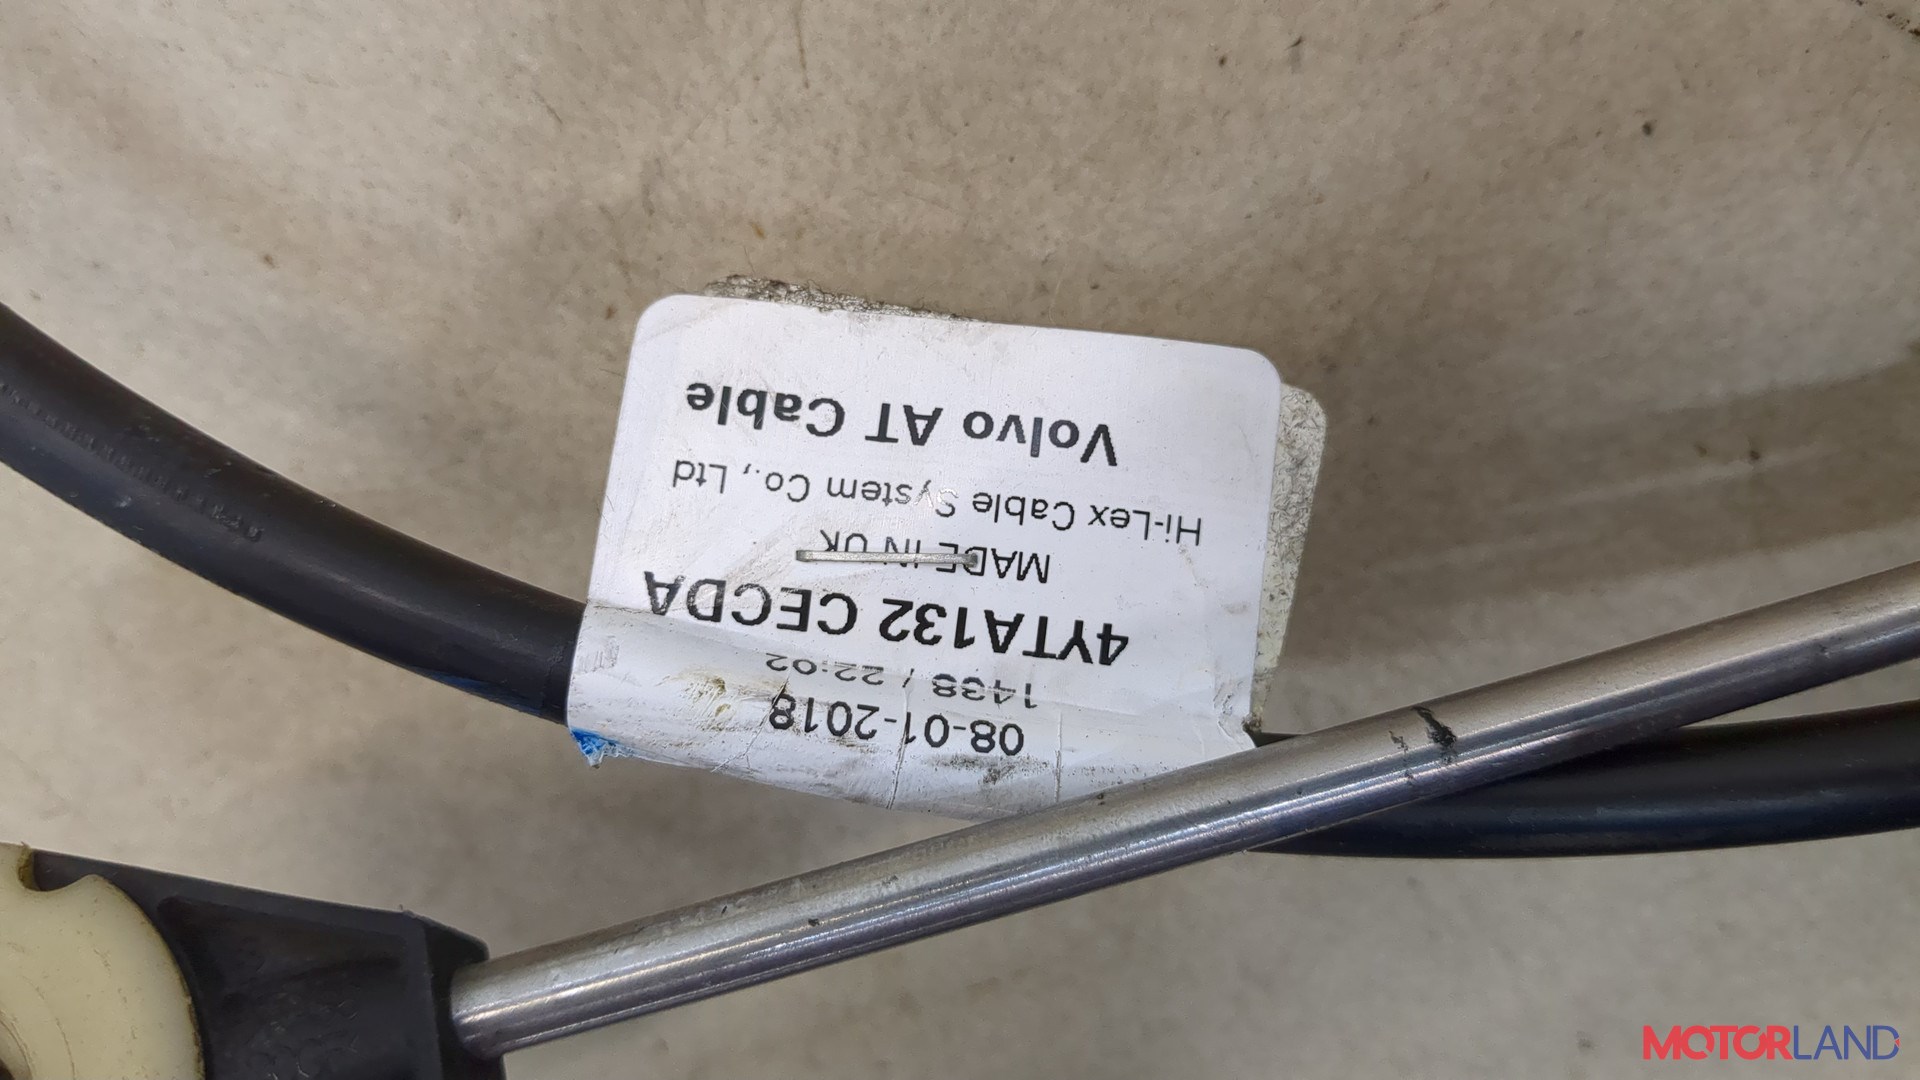 Volvo AT Cable
Hi-Lex Cable System Co., Ltd
MADE IN UK
4YTA132 CECDA
1438 / 22:02
08-01-2018
MOTORLAND